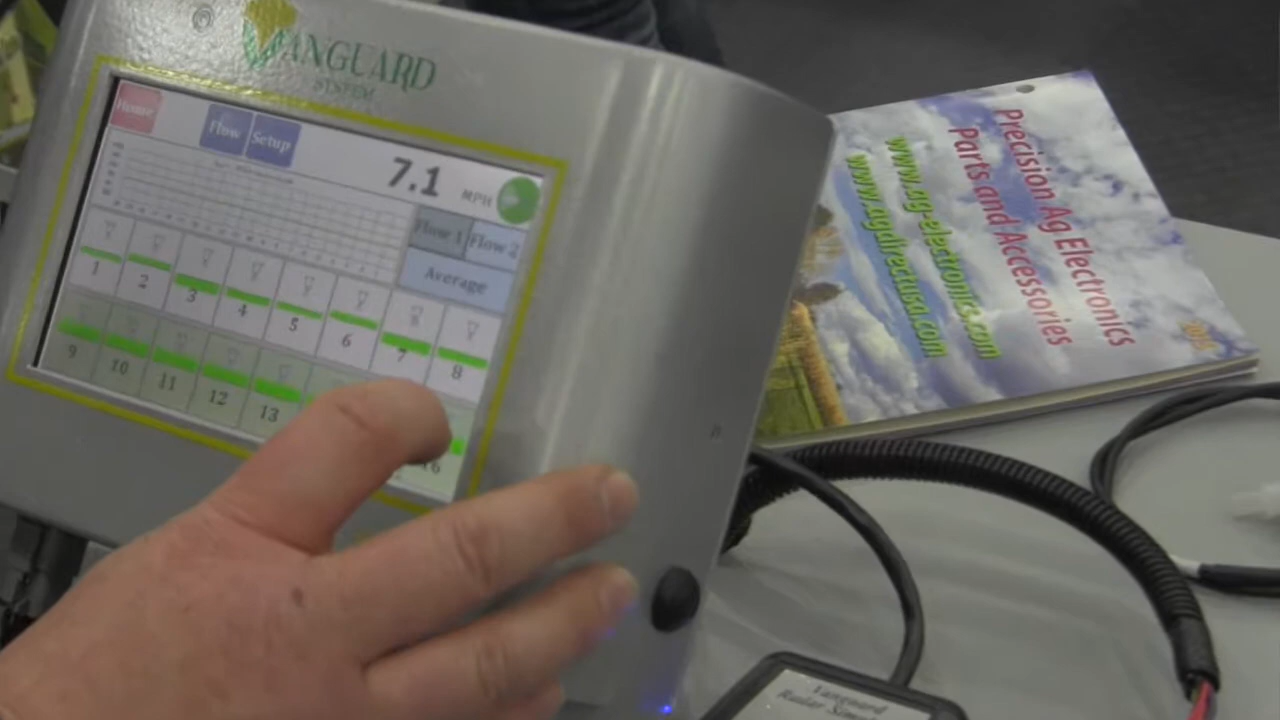 VANGUARD
SYSTEM
Home
Flow
Setup
7.1 MPH
Flow 1
Flow 2
Average
1 2 3 4 5 6 7 8
9 10 11 12 13 16
Precision Ag Electronics
Parts and Accessories
www.ag-electronics.com
www.agdirectusa.com
Vanguard
Radar